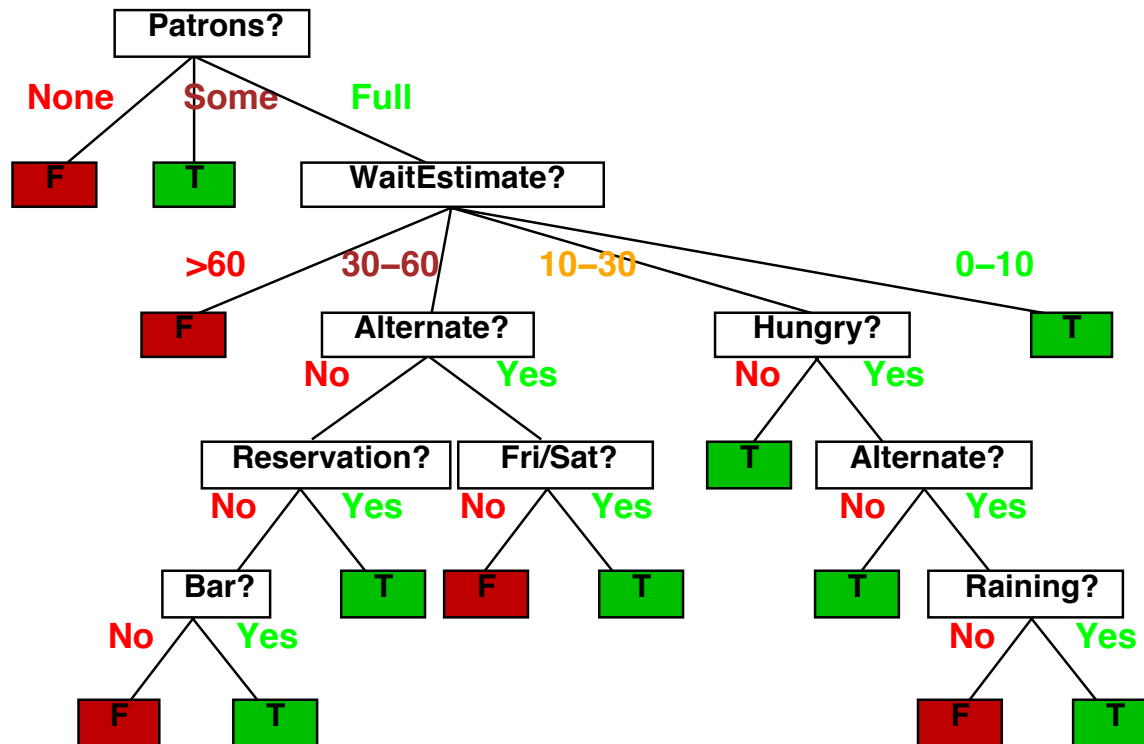 Patrons?
None Some Full
F T WaitEstimate?
>60 30–60 10–30 0–10
F Alternate? Hungry? T
No Yes No Yes
Reservation? Fri/Sat? T Alternate?
No Yes No Yes No Yes
Bar? T F T T Raining?
No Yes No Yes
F T F T